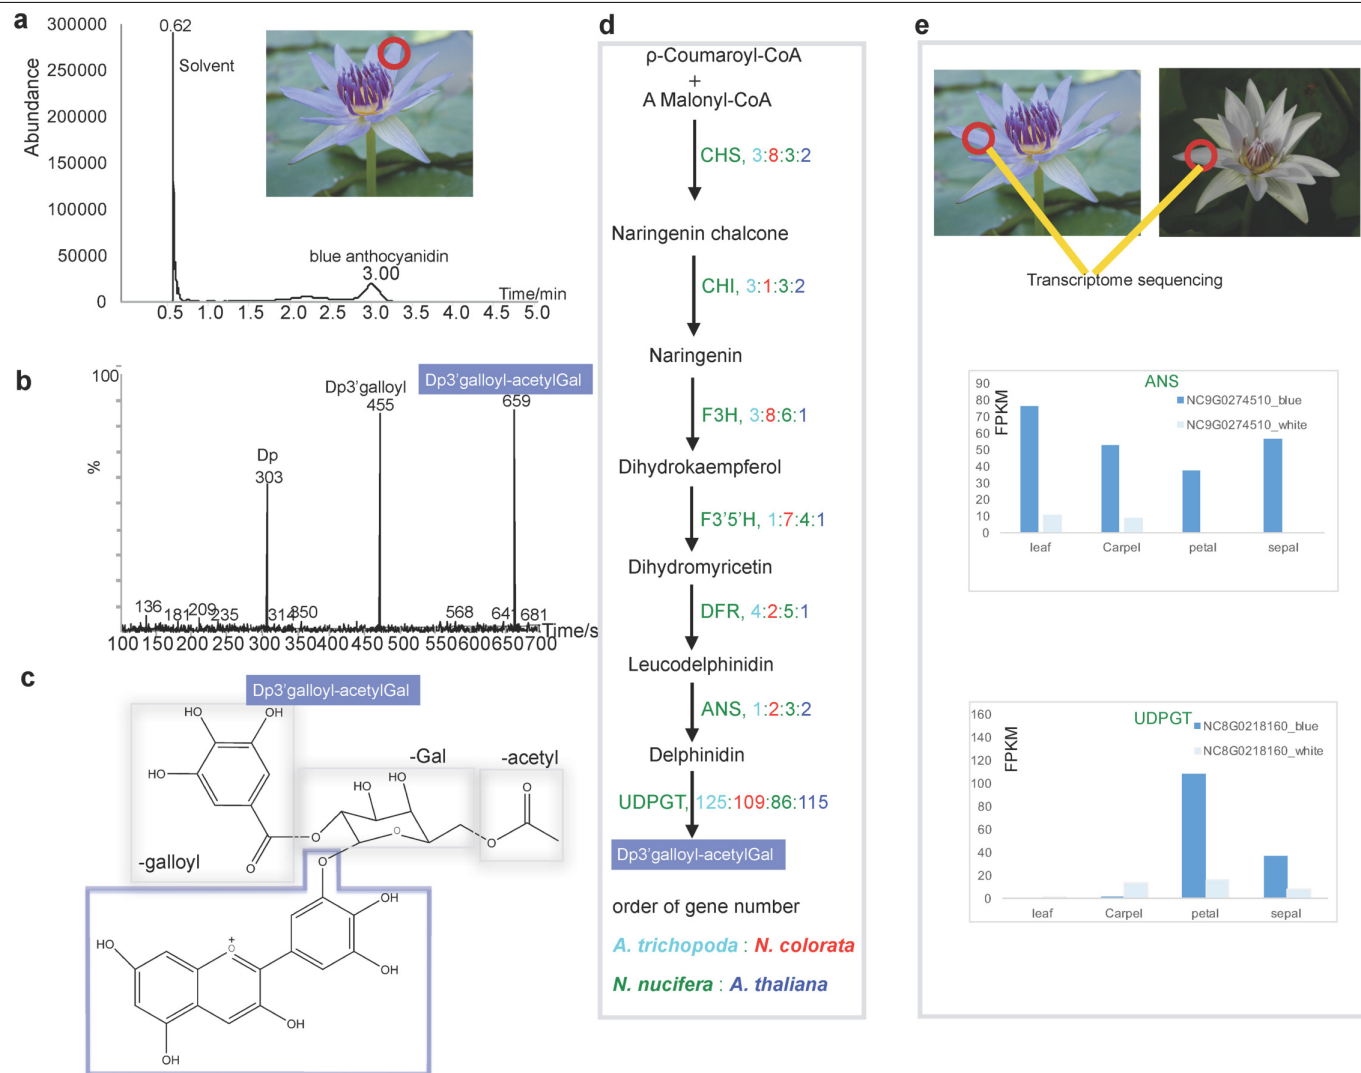 a
300000
250000
200000
150000
100000
50000
0
Abundance
0.62
Solvent
blue anthocyanidin
3.00
Time/min
0.5 1.0 1.5 2.0 2.5 3.0 3.5 4.0 4.5 5.0
b
100
%
Dp3'galloyl
455
Dp3'galloyl-acetylGal
659
Dp
303
136
181
209
235
314
350
568
641
681
100 150 200 250 300 350 400 450 500 550 600 650 700
Time/s
c
Dp3'galloyl-acetylGal
HO
OH
HO
-galloyl
O
O
-Gal
HO
HO
O
-acetyl
O
O
O
OH
OH
OH
HO
+
O
OH
OH
d
ρ-Coumaroyl-CoA
+
A Malonyl-CoA
CHS, 3:8:3:2
Naringenin chalcone
CHI, 3:1:3:2
Naringenin
F3H, 3:8:6:1
Dihydrokaempferol
F3'5'H, 1:7:4:1
Dihydromyricetin
DFR, 4:2:5:1
Leucodelphinidin
ANS, 1:2:3:2
Delphinidin
UDPGT, 125:109:86:115
Dp3'galloyl-acetylGal
order of gene number
A. trichopoda : N. colorata
N. nucifera : A. thaliana
e
Transcriptome sequencing
ANS
FPKM
90
80
70
60
50
40
30
20
10
0
NC9G0274510_blue
NC9G0274510_white
leaf Carpel petal sepal
UDPGT
FPKM
160
140
120
100
80
60
40
20
0
NC8G0218160_blue
NC8G0218160_white
leaf Carpel petal sepal